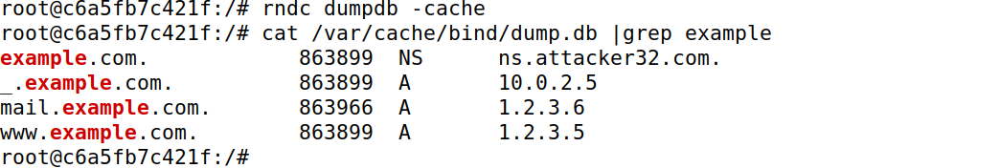 root@c6a5fb7c421f:/# rndc dumpdb -cache
root@c6a5fb7c421f:/# cat /var/cache/bind/dump.db |grep example
example.com.       863899  NS      ns.attacker32.com.
_.example.com.     863899  A       10.0.2.5
mail.example.com.  863966  A       1.2.3.6
www.example.com.   863899  A       1.2.3.5
root@c6a5fb7c421f:/#